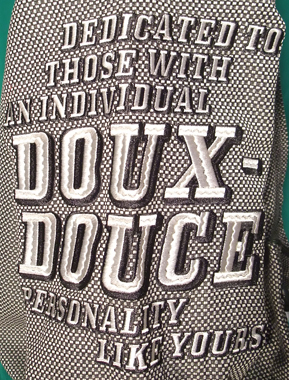 DEDICATED TO
THOSE WITH
AN INDIVIDUAL
DOUX-
DOUCE
PERSONALITY
LIKE YOURS